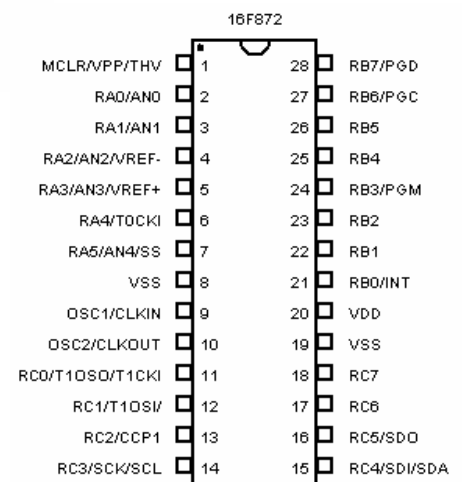 16F872
MCLR/VPP/THV 1 28 RB7/PGD
RA0/AN0 2 27 RB6/PGC
RA1/AN1 3 26 RB5
RA2/AN2/VREF- 4 25 RB4
RA3/AN3/VREF+ 5 24 RB3/PGM
RA4/T0CKI 6 23 RB2
RA5/AN4/SS 7 22 RB1
VSS 8 21 RB0/INT
OSC1/CLKIN 9 20 VDD
OSC2/CLKOUT 10 19 VSS
RC0/T1OSO/T1CKI 11 18 RC7
RC1/T1OSI/ 12 17 RC6
RC2/CCP1 13 16 RC5/SDO
RC3/SCK/SCL 14 15 RC4/SDI/SDA